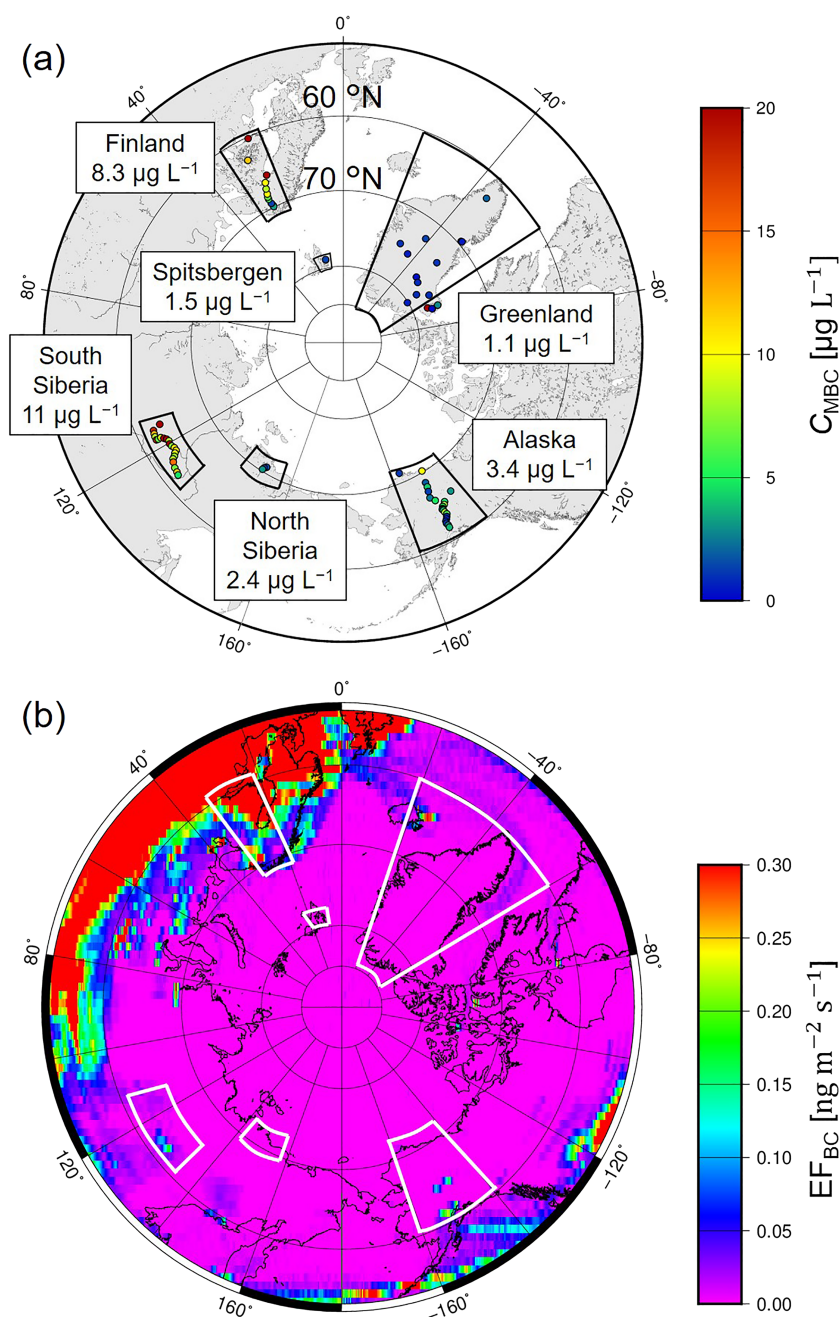 (a)
0°
40°
−40°
60 °N
70 °N
Finland
8.3 µg L⁻¹
Spitsbergen
1.5 µg L⁻¹
80°
−80°
Greenland
1.1 µg L⁻¹
South
Siberia
11 µg L⁻¹
Alaska
3.4 µg L⁻¹
120°
−120°
North
Siberia
2.4 µg L⁻¹
160°
−160°
20
15
10
5
0
C_MBC [µg L⁻¹]
(b)
0°
40°
−40°
80°
−80°
120°
−120°
160°
−160°
0.30
0.25
0.20
0.15
0.10
0.05
0.00
EF_BC [ng m⁻² s⁻¹]